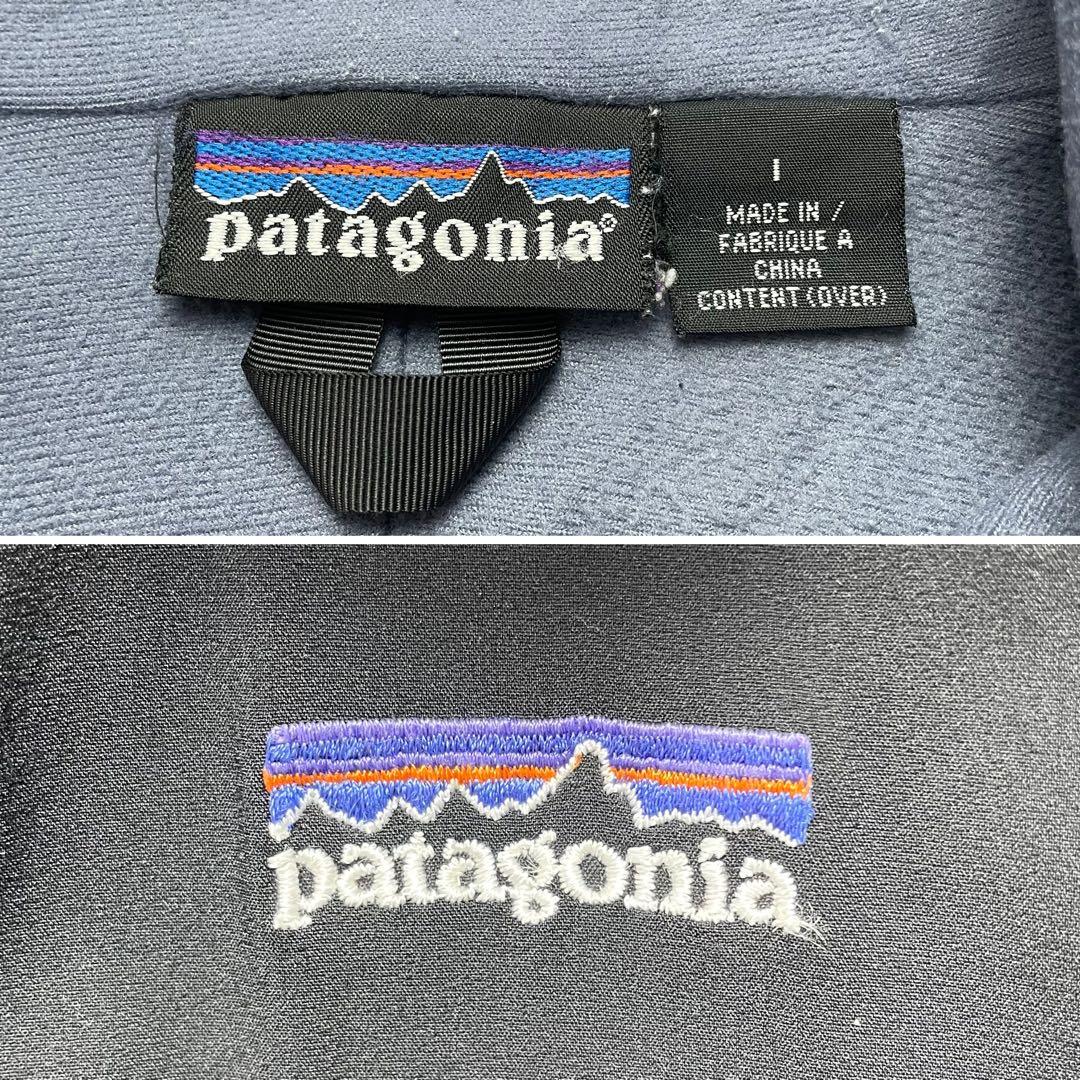 patagonia®
I
MADE IN /
FABRIQUE A
CHINA
CONTENT (OVER)
patagonia